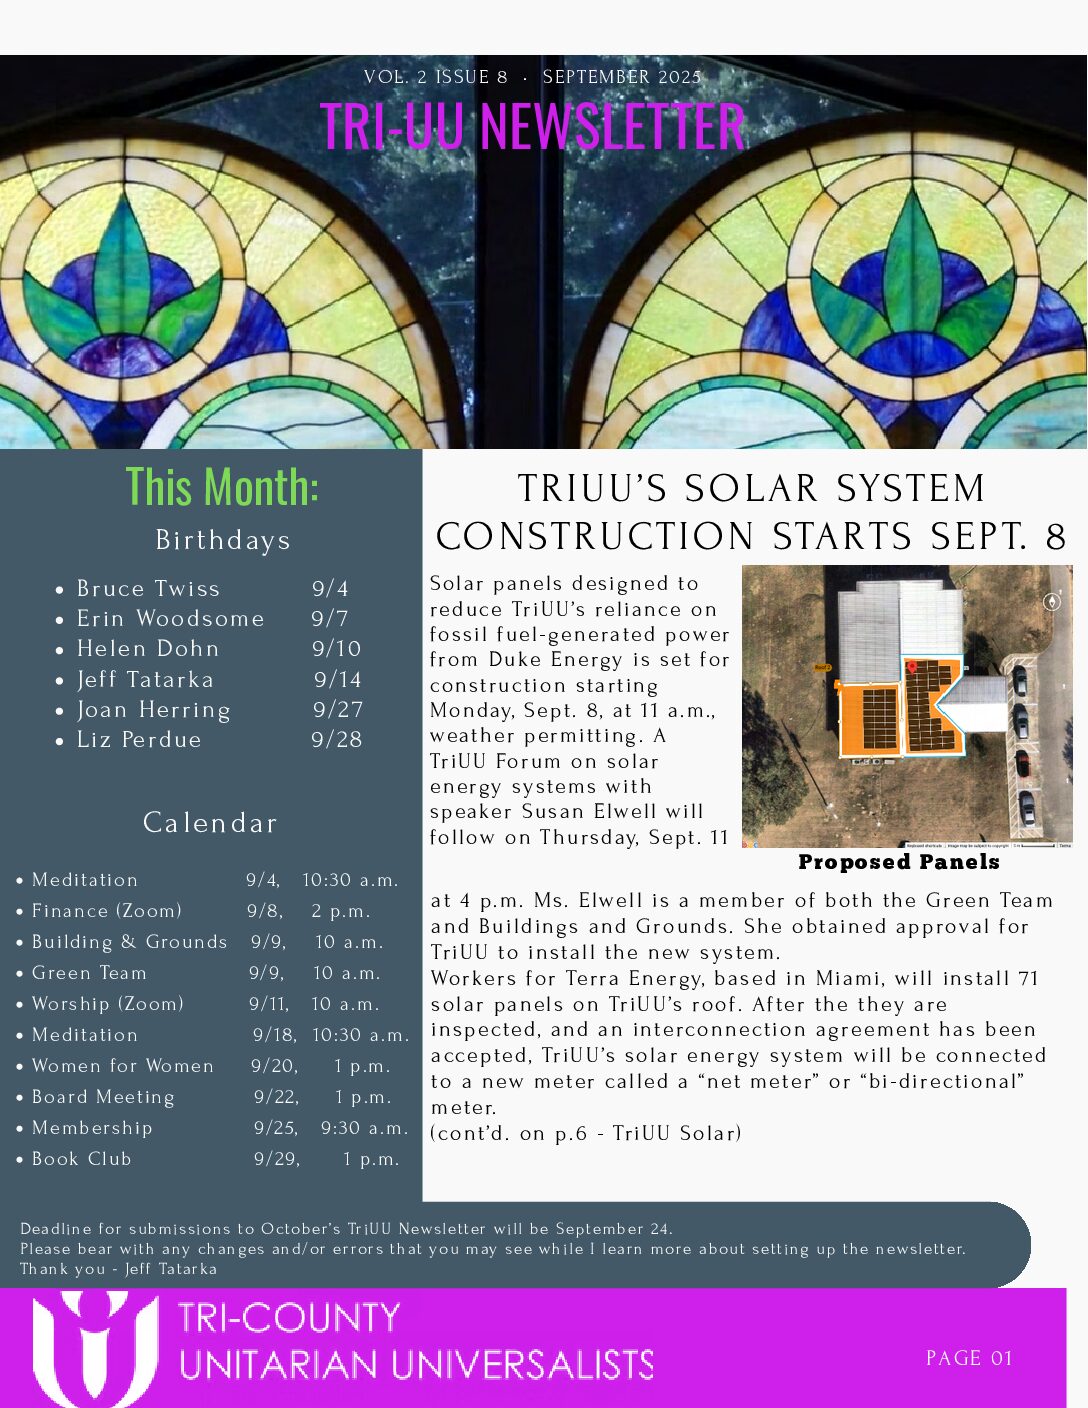 VOL. 2 ISSUE 8 · SEPTEMBER 2025
TRI-UU NEWSLETTER
This Month:
Birthdays
• Bruce Twiss 9/4
• Erin Woodsome 9/7
• Helen Dohn 9/10
• Jeff Tatarka 9/14
• Joan Herring 9/27
• Liz Perdue 9/28
Calendar
• Meditation 9/4, 10:30 a.m.
• Finance (Zoom) 9/8, 2 p.m.
• Building & Grounds 9/9, 10 a.m.
• Green Team 9/9, 10 a.m.
• Worship (Zoom) 9/11, 10 a.m.
• Meditation 9/18, 10:30 a.m.
• Women for Women 9/20, 1 p.m.
• Board Meeting 9/22, 1 p.m.
• Membership 9/25, 9:30 a.m.
• Book Club 9/29, 1 p.m.
TRIUU’S SOLAR SYSTEM
CONSTRUCTION STARTS SEPT. 8
Solar panels designed to
reduce TriUU’s reliance on
fossil fuel-generated power
from Duke Energy is set for
construction starting
Monday, Sept. 8, at 11 a.m.,
weather permitting. A
TriUU Forum on solar
energy systems with
speaker Susan Elwell will
follow on Thursday, Sept. 11
Proposed Panels
at 4 p.m. Ms. Elwell is a member of both the Green Team
and Buildings and Grounds. She obtained approval for
TriUU to install the new system.
Workers for Terra Energy, based in Miami, will install 71
solar panels on TriUU’s roof. After the they are
inspected, and an interconnection agreement has been
accepted, TriUU’s solar energy system will be connected
to a new meter called a “net meter” or “bi-directional”
meter.
(cont’d. on p.6 - TriUU Solar)
Deadline for submissions to October’s TriUU Newsletter will be September 24.
Please bear with any changes and/or errors that you may see while I learn more about setting up the newsletter.
Thank you - Jeff Tatarka
TRI-COUNTY
UNITARIAN UNIVERSALISTS
PAGE 01